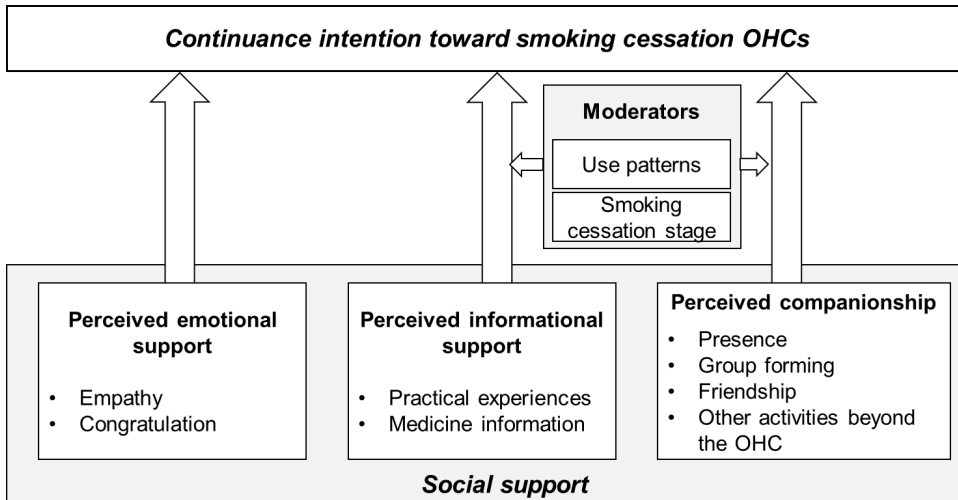 Continuance intention toward smoking cessation OHCs
Moderators
Use patterns
Smoking
cessation stage
Perceived emotional
support
• Empathy
• Congratulation
Perceived informational
support
• Practical experiences
• Medicine information
Perceived companionship
• Presence
• Group forming
• Friendship
• Other activities beyond
the OHC
Social support